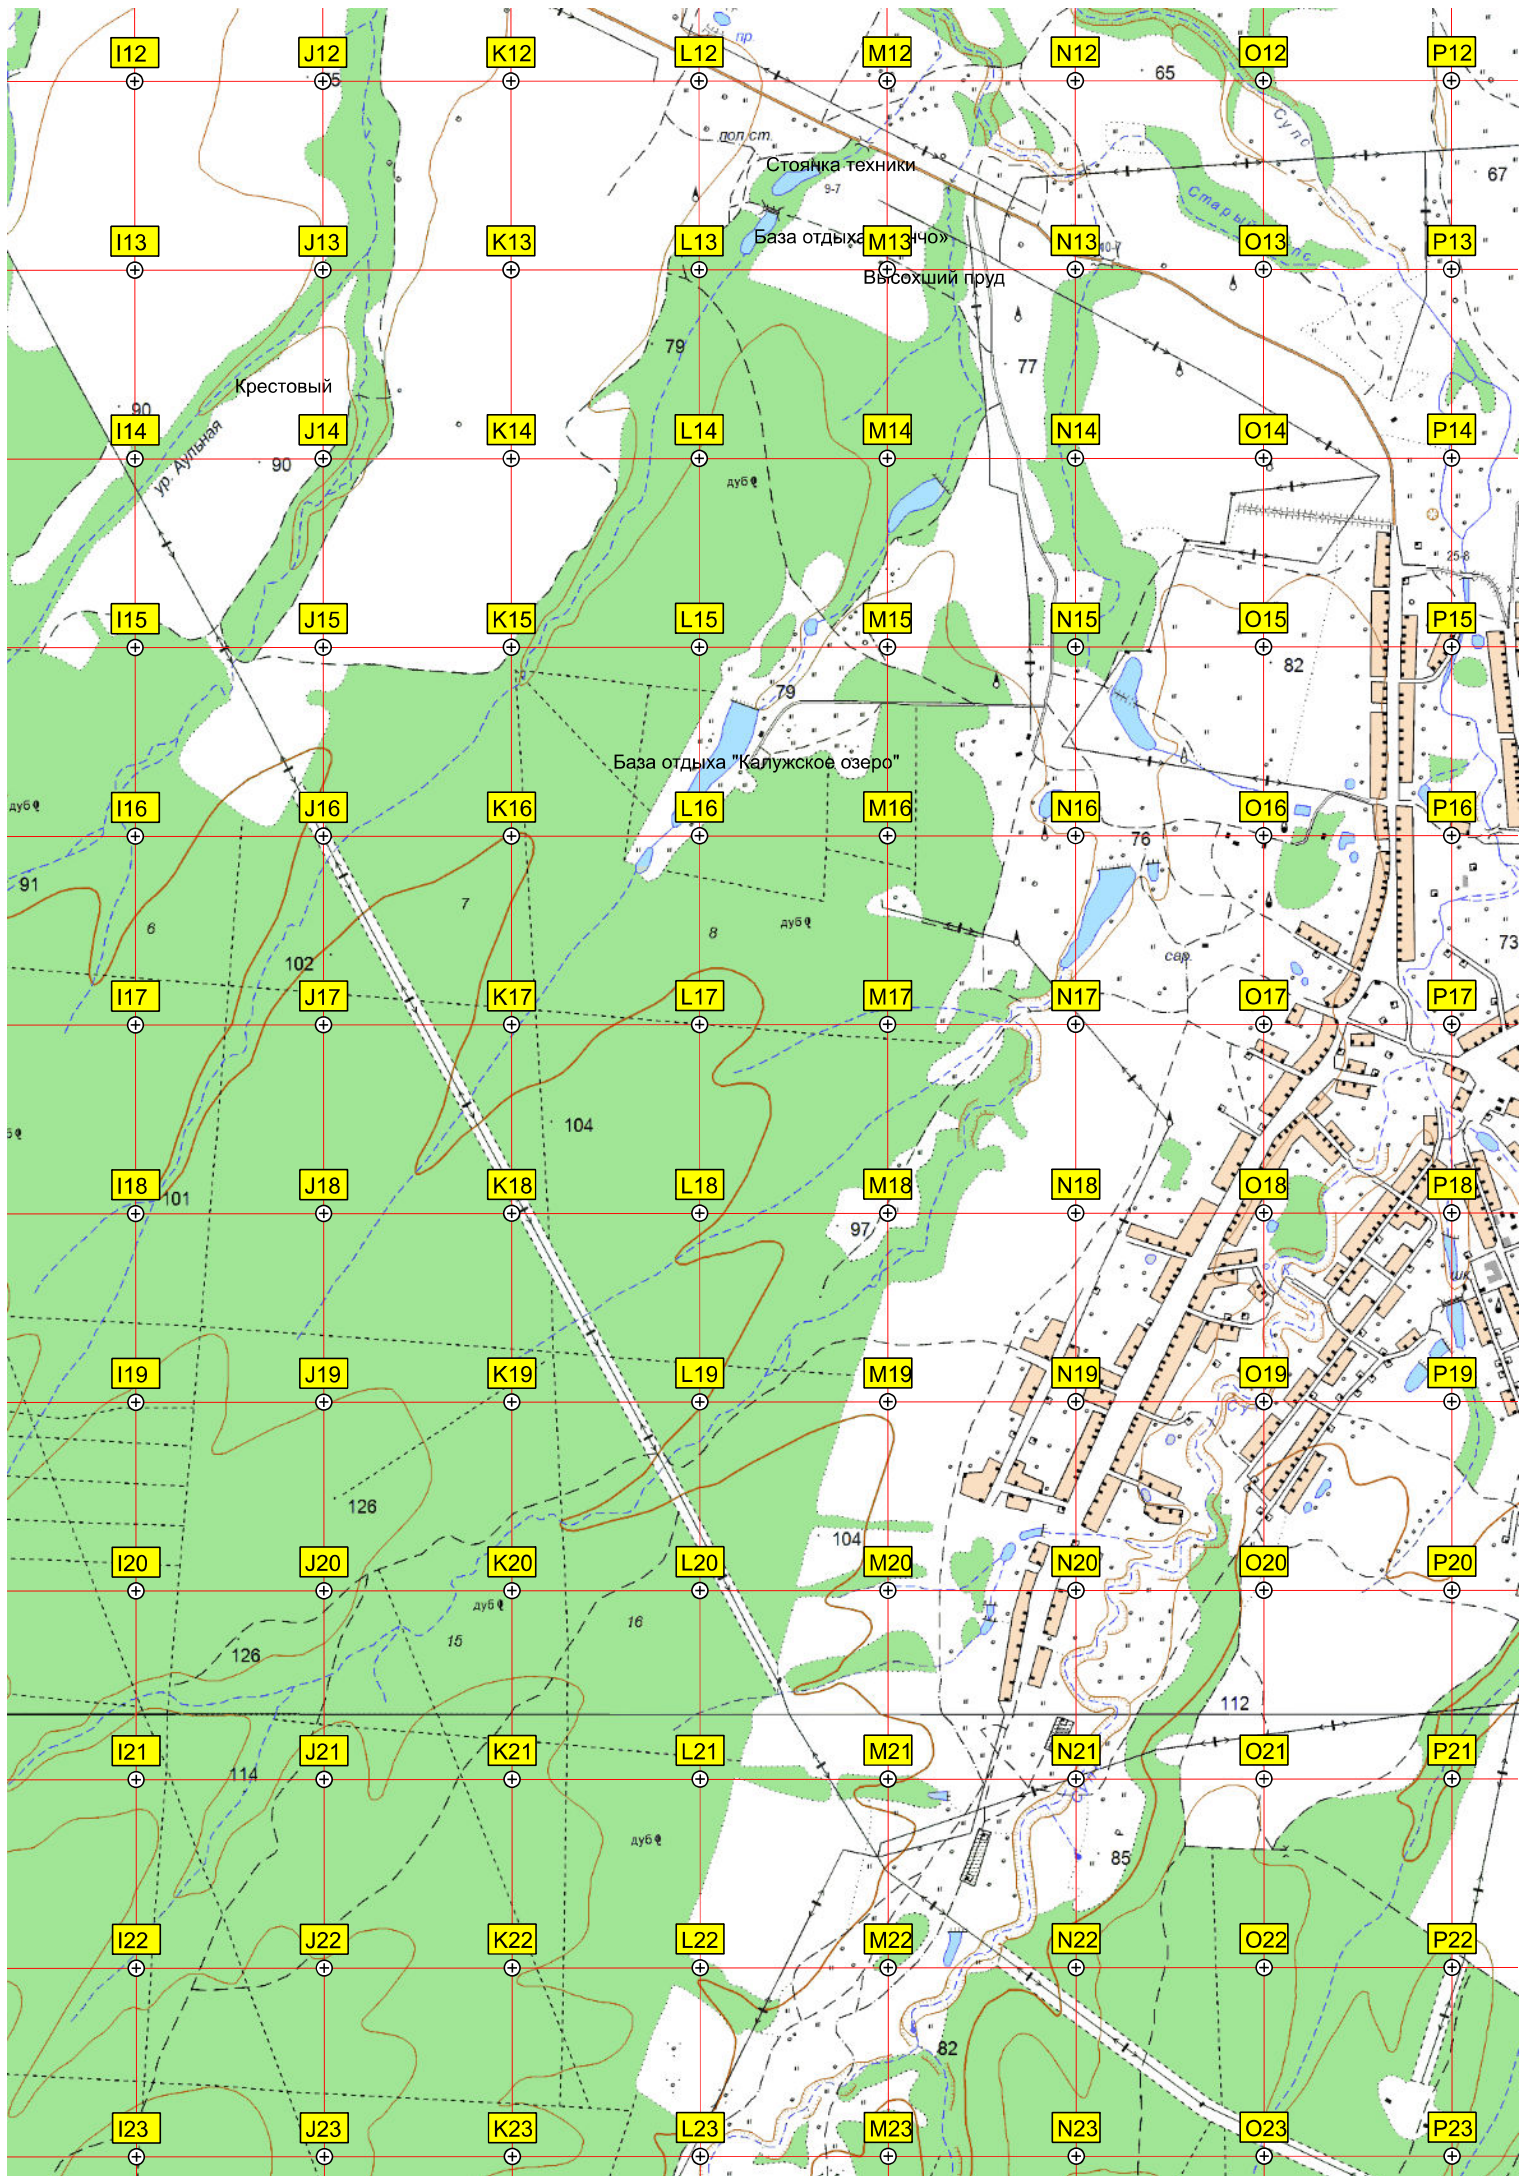 пр.
I12 J12 K12 L12 M12 N12 O12 P12
65
Супс
пол.ст.
Стоянка техники
67
9-7
Старый
I13 J13 K13 L13 M13 N13 O13 P13
База отдыха
нчо»
Высохший пруд
79
77
Крестовый
90
I14 J14 K14 L14 M14 N14 O14 P14
ур. Аульная
90
дуб
25-8
I15 J15 K15 L15 M15 N15 O15 P15
82
79
База отдыха "Калужское озеро"
дуб
I16 J16 K16 L16 M16 N16 O16 P16
76
91
6
7
8
дуб
102
сар.
73
I17 J17 K17 L17 M17 N17 O17 P17
104
I18 J18 K18 L18 M18 N18 O18 P18
101
97
шк.
I19 J19 K19 L19 M19 N19 O19 P19
126
104
I20 J20 K20 L20 M20 N20 O20 P20
дуб
15
16
126
112
I21 J21 K21 L21 M21 N21 O21 P21
114
дуб
85
I22 J22 K22 L22 M22 N22 O22 P22
82
I23 J23 K23 L23 M23 N23 O23 P23